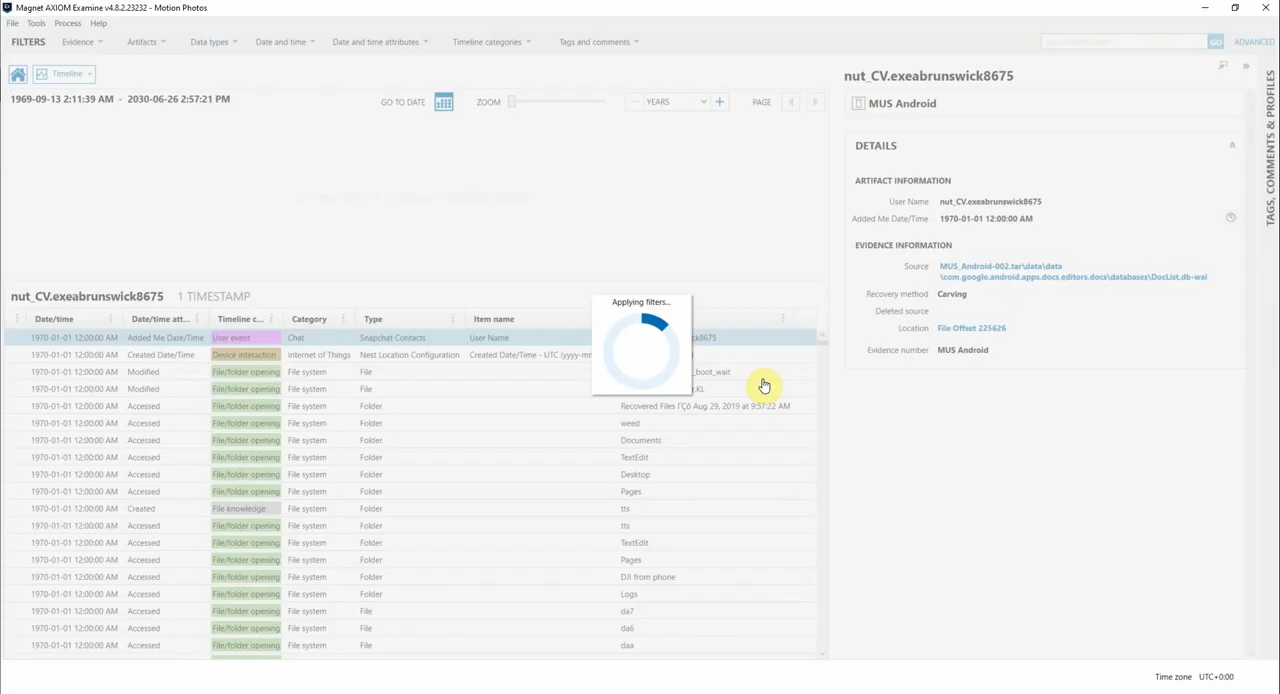 Magnet AXIOM Examine v4.8.2.23232 - Motion Photos
File Tools Process Help
FILTERS Evidence Artifacts Data types Date and time Date and time attributes Timeline categories Tags and comments GO ADVANCED
Timeline
1969-09-13 2:11:39 AM - 2030-06-26 2:57:21 PM GO TO DATE ZOOM YEARS PAGE
nut_CV.exeabrunswick8675 1 TIMESTAMP
Date/time Date/time att... Timeline c... Category Type Item name
1970-01-01 12:00:00 AM Added Me Date/Time User event Chat Snapchat Contacts User Name k8675
1970-01-01 12:00:00 AM Created Date/Time Device interaction Internet of Things Nest Location Configuration Created Date/Time - UTC (yyyy-mm
1970-01-01 12:00:00 AM Modified File/folder opening File system File _boot_wait
1970-01-01 12:00:00 AM Modified File/folder opening File system File .KL
1970-01-01 12:00:00 AM Accessed File/folder opening File system Folder Recovered Files ΓÇô Aug 29, 2019 at 9:57:22 AM
1970-01-01 12:00:00 AM Accessed File/folder opening File system Folder weed
1970-01-01 12:00:00 AM Accessed File/folder opening File system Folder Documents
1970-01-01 12:00:00 AM Accessed File/folder opening File system Folder TextEdit
1970-01-01 12:00:00 AM Accessed File/folder opening File system Folder Desktop
1970-01-01 12:00:00 AM Accessed File/folder opening File system Folder Pages
1970-01-01 12:00:00 AM Created File knowledge File system Folder tts
1970-01-01 12:00:00 AM Accessed File/folder opening File system Folder tts
1970-01-01 12:00:00 AM Accessed File/folder opening File system Folder TextEdit
1970-01-01 12:00:00 AM Accessed File/folder opening File system Folder Pages
1970-01-01 12:00:00 AM Accessed File/folder opening File system Folder DJI from phone
1970-01-01 12:00:00 AM Accessed File/folder opening File system Folder Logs
1970-01-01 12:00:00 AM Accessed File/folder opening File system File da7
1970-01-01 12:00:00 AM Accessed File/folder opening File system File da6
1970-01-01 12:00:00 AM Accessed File/folder opening File system File daa
Applying filters...
nut_CV.exeabrunswick8675
MUS Android
DETAILS
ARTIFACT INFORMATION
User Name nut_CV.exeabrunswick8675
Added Me Date/Time 1970-01-01 12:00:00 AM
EVIDENCE INFORMATION
Source MUS_Android-002.tar\data\data
\com.google.android.apps.docs.editors.docs\databases\DocList.db-wal
Recovery method Carving
Deleted source
Location File Offset 225626
Evidence number MUS Android
TAGS, COMMENTS & PROFILES
Time zone UTC+0:00